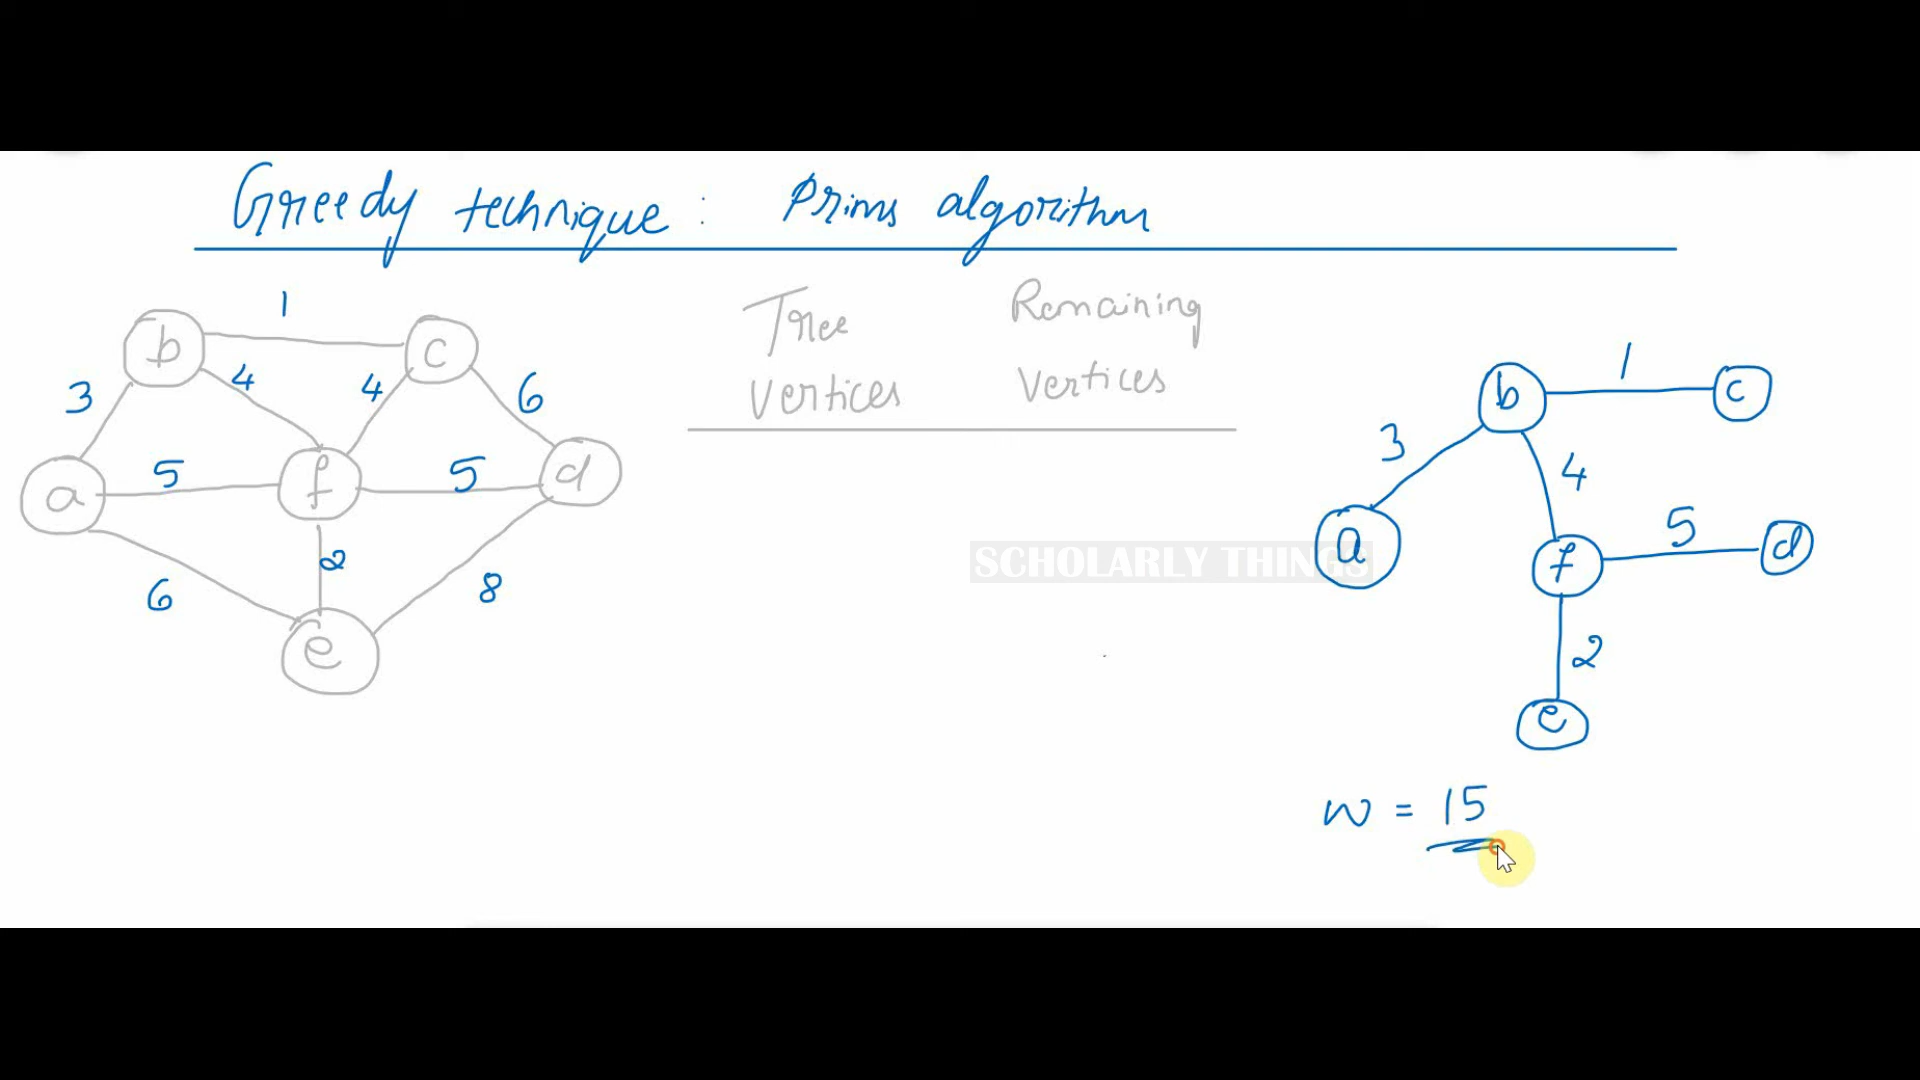 Greedy technique: Prims algorithm
Tree Remaining
vertices vertices
1
b c
3 4 4 6
a 5 f 5 d
6 2 8
e
b 1 c
3 4
a f 5 d
2
e
SCHOLARLY THINGS
w = 15